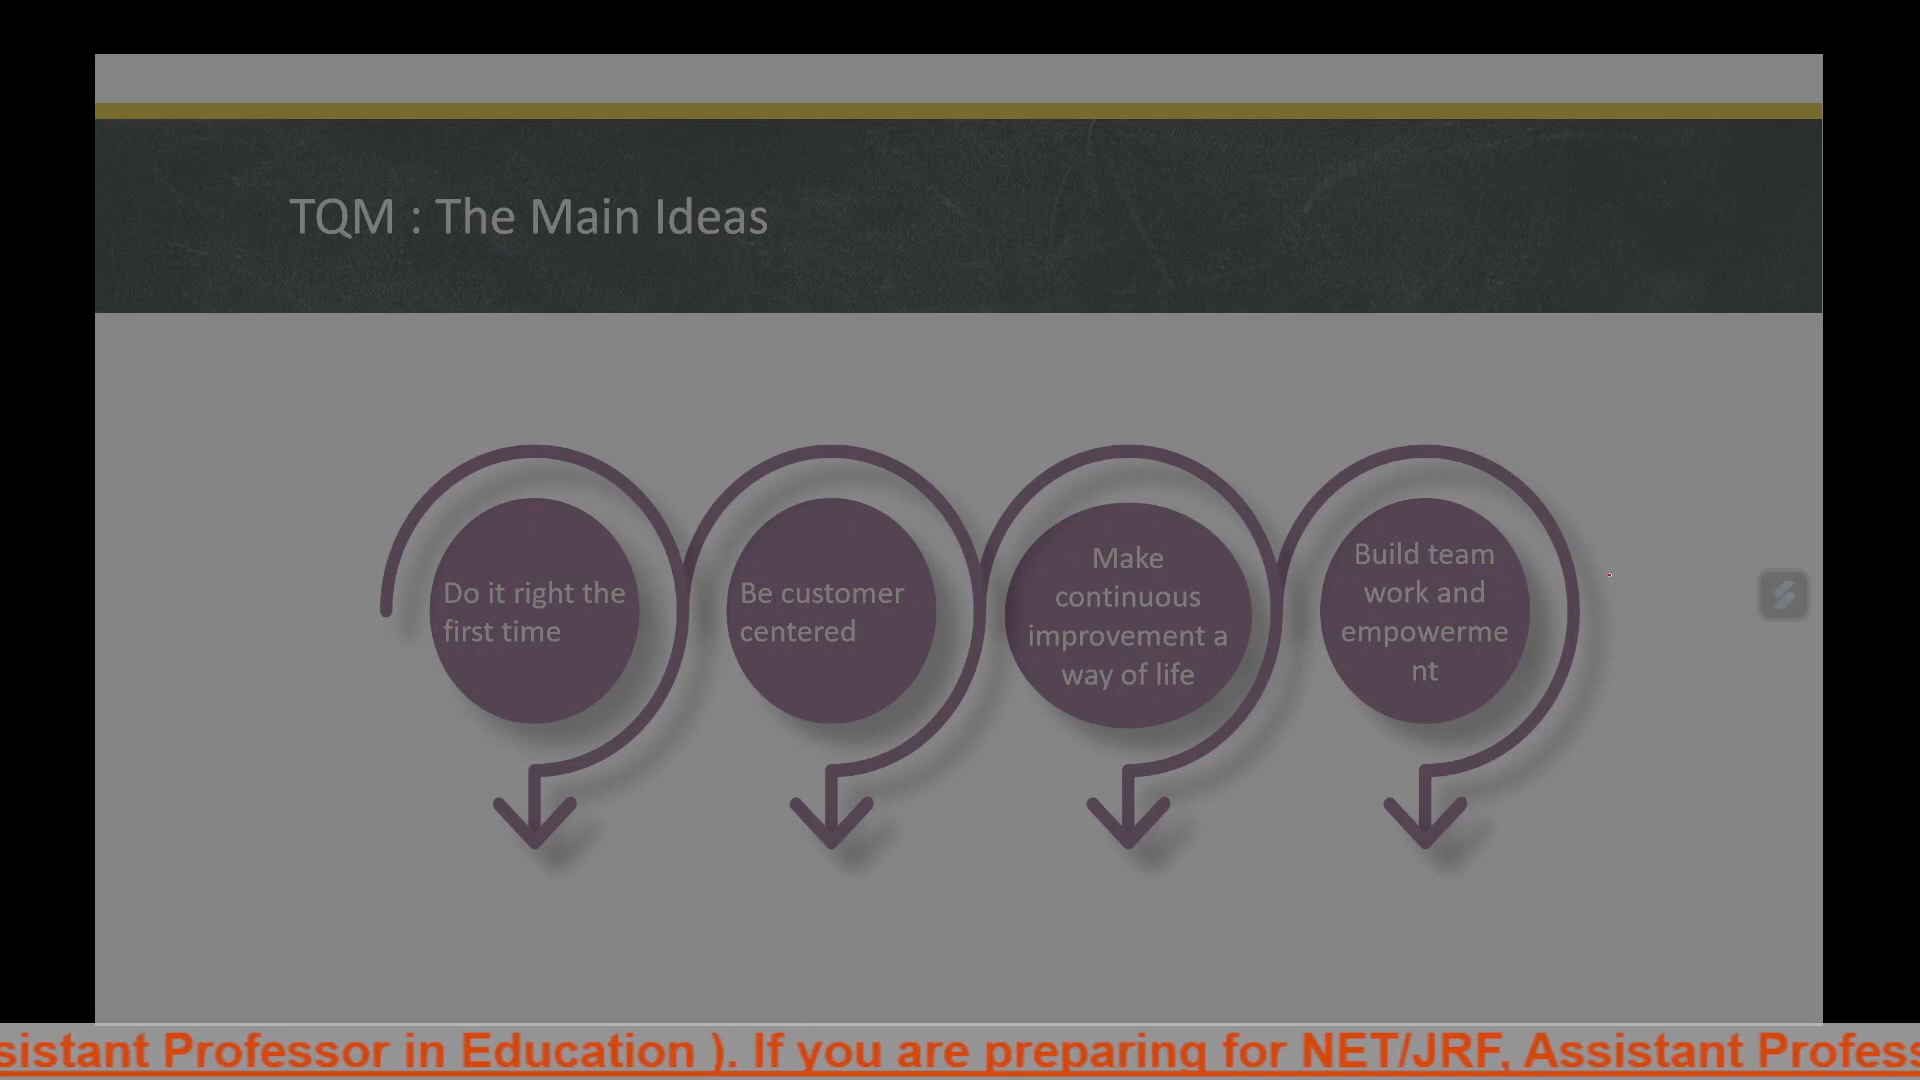 TQM : The Main Ideas
Do it right the
first time
Be customer
centered
Make
continuous
improvement a
way of life
Build team
work and
empowerme
nt
sistant Professor in Education ). If you are preparing for NET/JRF, Assistant Profess